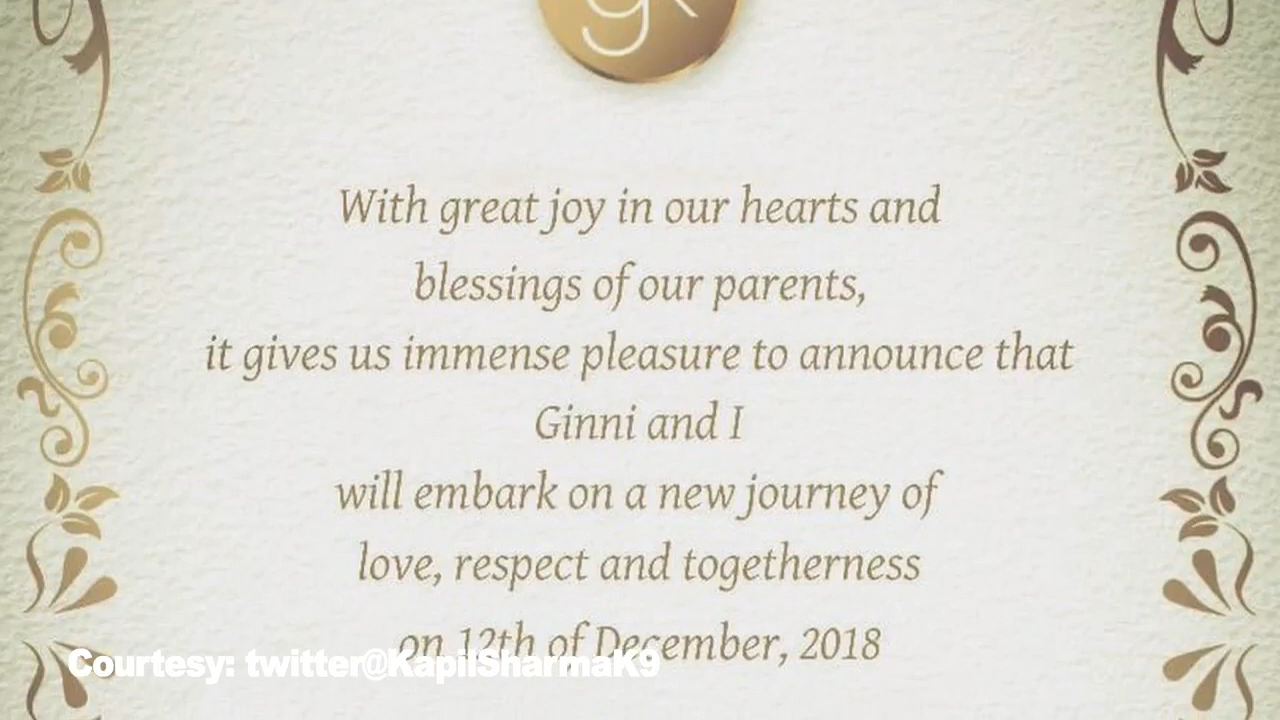 With great joy in our hearts and
blessings of our parents,
it gives us immense pleasure to announce that
Ginni and I
will embark on a new journey of
love, respect and togetherness
on 12th of December, 2018
Courtesy: twitter@KapilSharmaK9